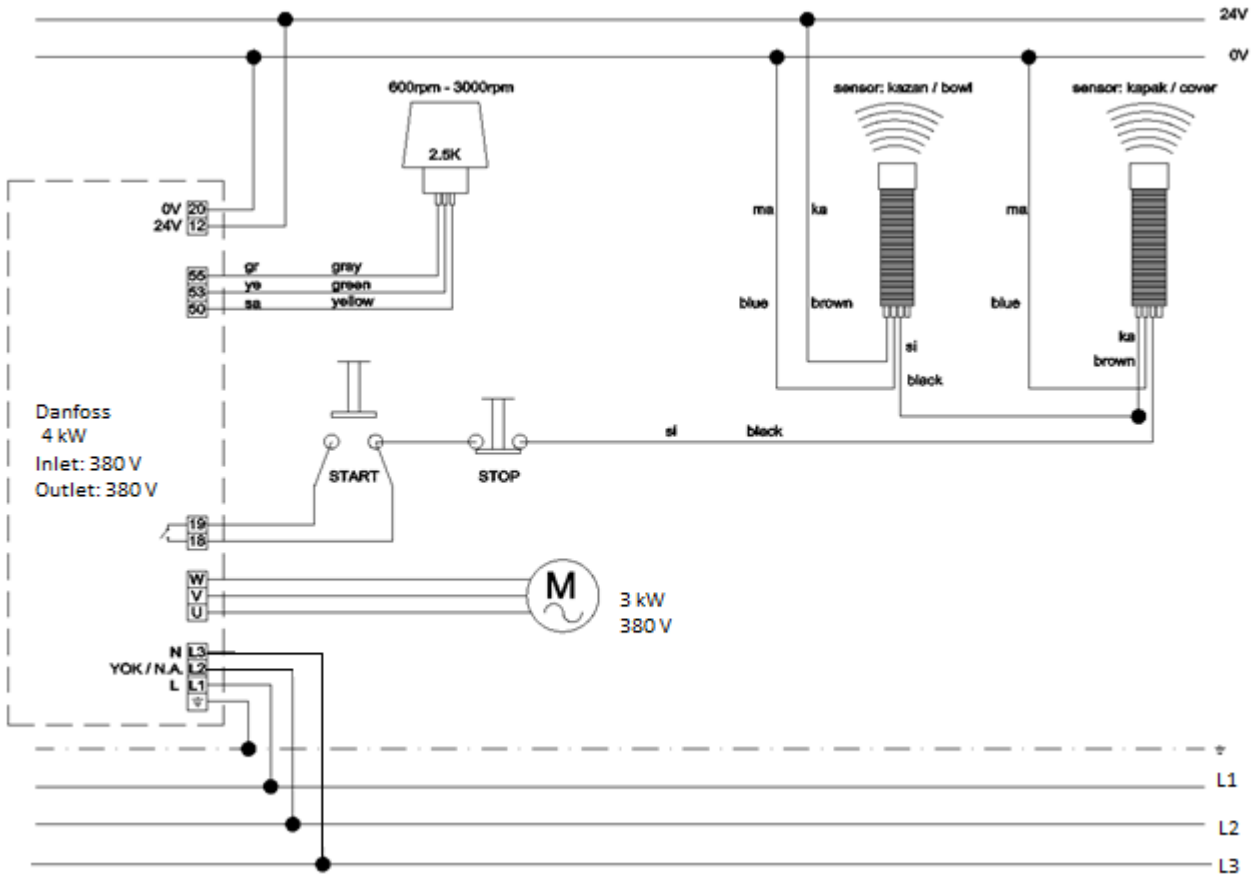 24V
0V
600rpm - 3000rpm
2.5K
sensor: kazan / bowl
sensor: kapak / cover
0V 20
24V 12
ma
ka
ma
55 gr gray
53 ye green
50 sa yellow
blue
brown
blue
si
black
ka
brown
Danfoss
4 kW
Inlet: 380 V
Outlet: 380 V
START
STOP
si black
19
18
W
V
U
M
3 kW
380 V
N L3
YOK / N.A. L2
L L1
L1
L2
L3